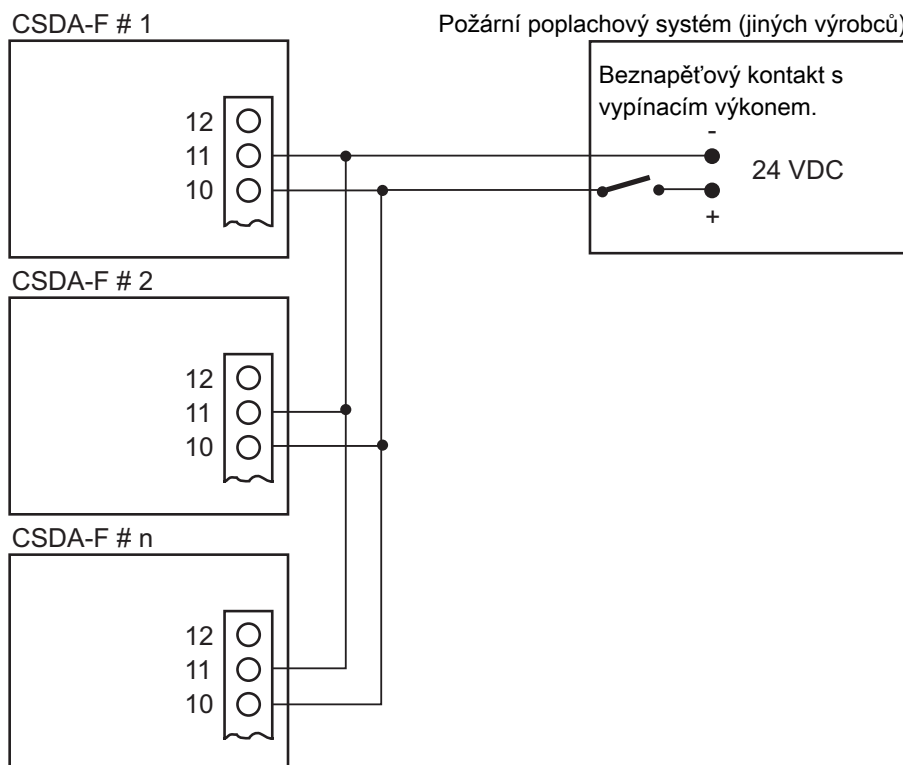 CSDA-F # 1
Požární poplachový systém (jiných výrobců)
Beznapěťový kontakt s
vypínacím výkonem.
12
11
10
-
24 VDC
+
CSDA-F # 2
12
11
10
CSDA-F # n
12
11
10